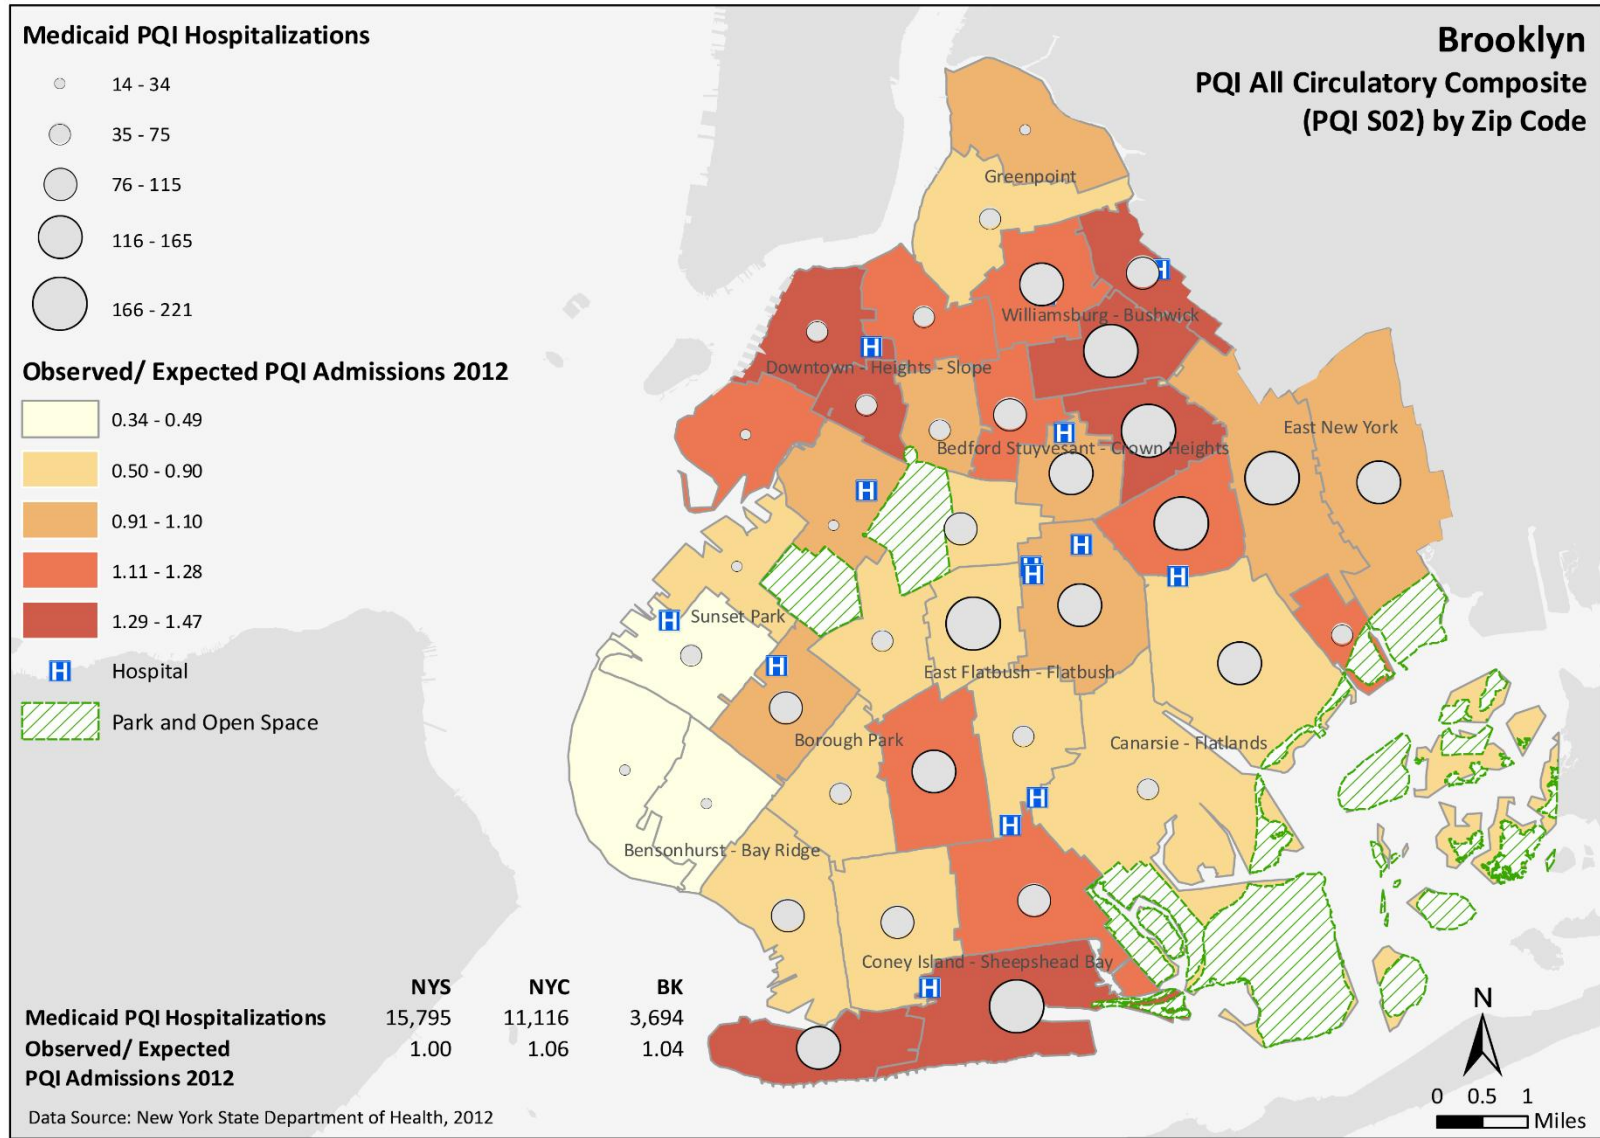 Medicaid PQI Hospitalizations
14 - 34
35 - 75
76 - 115
116 - 165
166 - 221
Observed/ Expected PQI Admissions 2012
0.34 - 0.49
0.50 - 0.90
0.91 - 1.10
1.11 - 1.28
1.29 - 1.47
H Hospital
Park and Open Space
Brooklyn
PQI All Circulatory Composite
(PQI S02) by Zip Code
Greenpoint
H
Williamsburg - Bushwick
H
Downtown - Heights - Slope
East New York
H
Bedford Stuyvesant - Crown Heights
H
H
H
H
H
Sunset Park
H
H
East Flatbush - Flatbush
Borough Park
Canarsie - Flatlands
H
H
Bensonhurst - Bay Ridge
Coney Island - Sheepshead Bay
H
NYS NYC BK
Medicaid PQI Hospitalizations 15,795 11,116 3,694
Observed/ Expected 1.00 1.06 1.04
PQI Admissions 2012
Data Source: New York State Department of Health, 2012
N
0 0.5 1
Miles